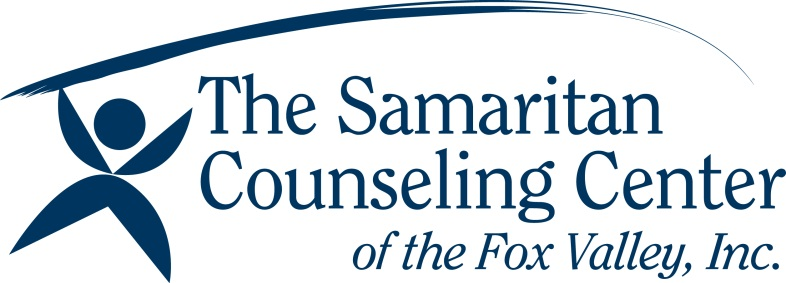 The Samaritan
Counseling Center
of the Fox Valley, Inc.